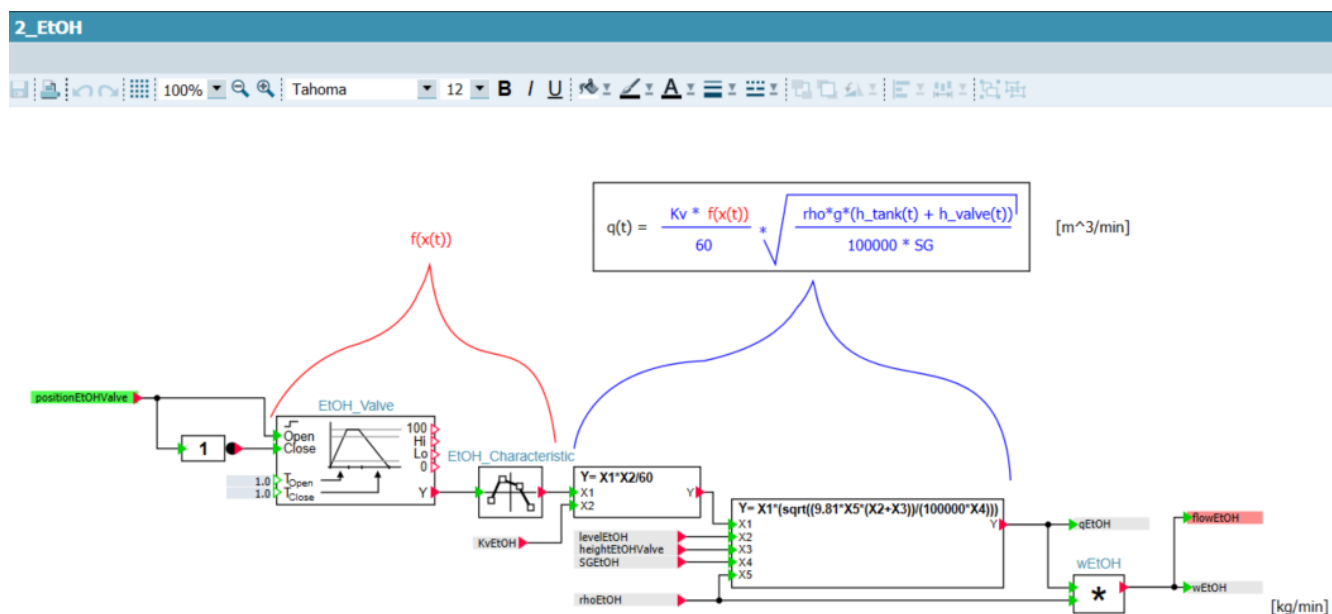 2_EtOH
100% Tahoma 12 B I U A
q(t) = Kv * f(x(t)) / 60 * rho*g*(h_tank(t) + h_valve(t)) / 100000 * SG [m^3/min]
f(x(t))
positionEtOHValve
EtOH_Valve
Open
Close
100
Hi
Lo
0
1
1.0 TOpen
1.0 TClose
Y
EtOH_Characteristic
Y= X1*X2/60
X1
X2
Y
KvEtOH
Y= X1*(sqrt((9.81*X5*(X2+X3))/(100000*X4)))
X1
X2
X3
X4
X5
Y
levelEtOH
heightEtOHValve
SGEtOH
rhoEtOH
qEtOH
flowEtOH
wEtOH
*
wEtOH
[kg/min]